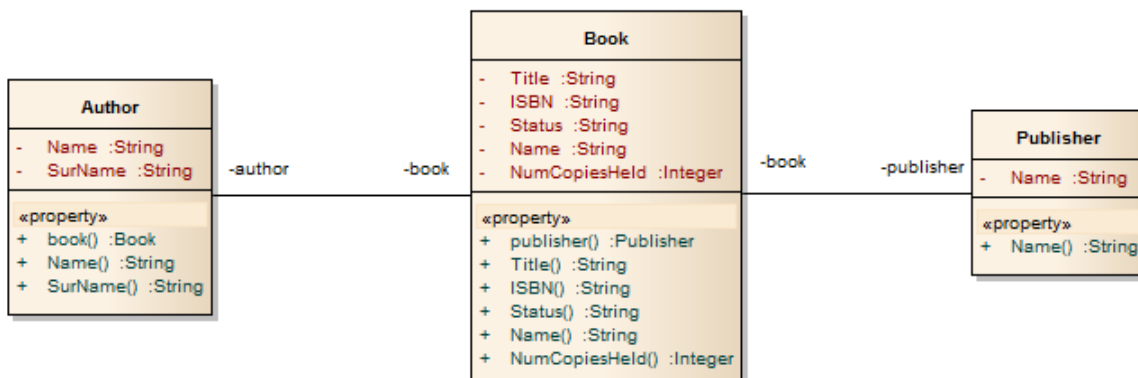 Author
- Name :String
- SurName :String
«property»
+ book() :Book
+ Name() :String
+ SurName() :String
-author
-book
Book
- Title :String
- ISBN :String
- Status :String
- Name :String
- NumCopiesHeld :Integer
«property»
+ publisher() :Publisher
+ Title() :String
+ ISBN() :String
+ Status() :String
+ Name() :String
+ NumCopiesHeld() :Integer
-book
-publisher
Publisher
- Name :String
«property»
+ Name() :String